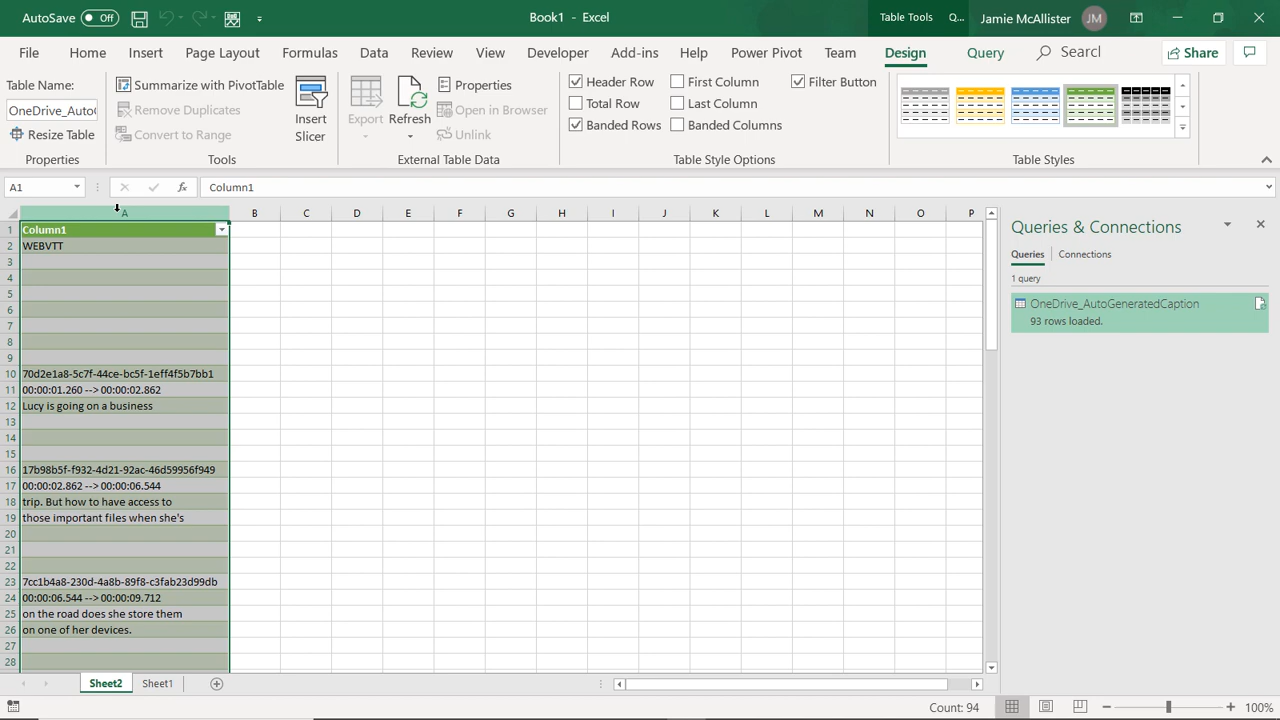 AutoSave Off Book1 - Excel Table Tools Q... Jamie McAllister JM
File Home Insert Page Layout Formulas Data Review View Developer Add-ins Help Power Pivot Team Design Query Searcl Share
Table Name:
OneDrive_Auto
Resize Table
Properties
Summarize with PivotTable
Remove Duplicates
Convert to Range
Insert
Slicer
Tools
Export
Refresh
Properties
Open in Browser
Unlink
External Table Data
Header Row First Column Filter Button
Total Row Last Column
Banded Rows Banded Columns
Table Style Options
Table Styles
A1 fx Column1
A B C D E F G H I J K L M N O P
1 Column1
2 WEBVTT
3
4
5
6
7
8
9
10 70d2e1a8-5c7f-44ce-bc5f-1eff4f5b7bb1
11 00:00:01.260 --> 00:00:02.862
12 Lucy is going on a business
13
14
15
16 17b98b5f-f932-4d21-92ac-46d59956f949
17 00:00:02.862 --> 00:00:06.544
18 trip. But how to have access to
19 those important files when she's
20
21
22
23 7cc1b4a8-230d-4a8b-89f8-c3fab23d99db
24 00:00:06.544 --> 00:00:09.712
25 on the road does she store them
26 on one of her devices.
27
28
Queries & Connections
Queries Connections
1 query
OneDrive_AutoGeneratedCaption
93 rows loaded.
Sheet2 Sheet1
Count: 94 100%